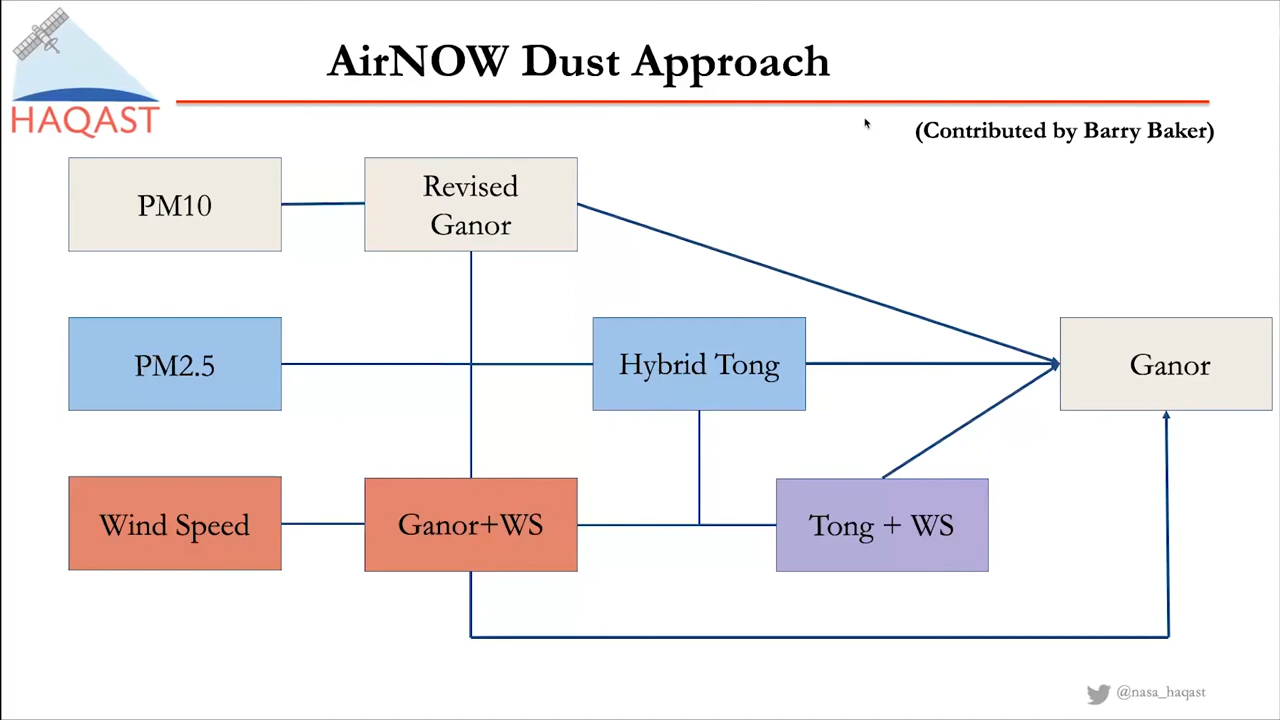 AirNOW Dust Approach
HAQAST
(Contributed by Barry Baker)
PM10
Revised
Ganor
PM2.5
Hybrid Tong
Ganor
Wind Speed
Ganor+WS
Tong + WS
@nasa_haqast